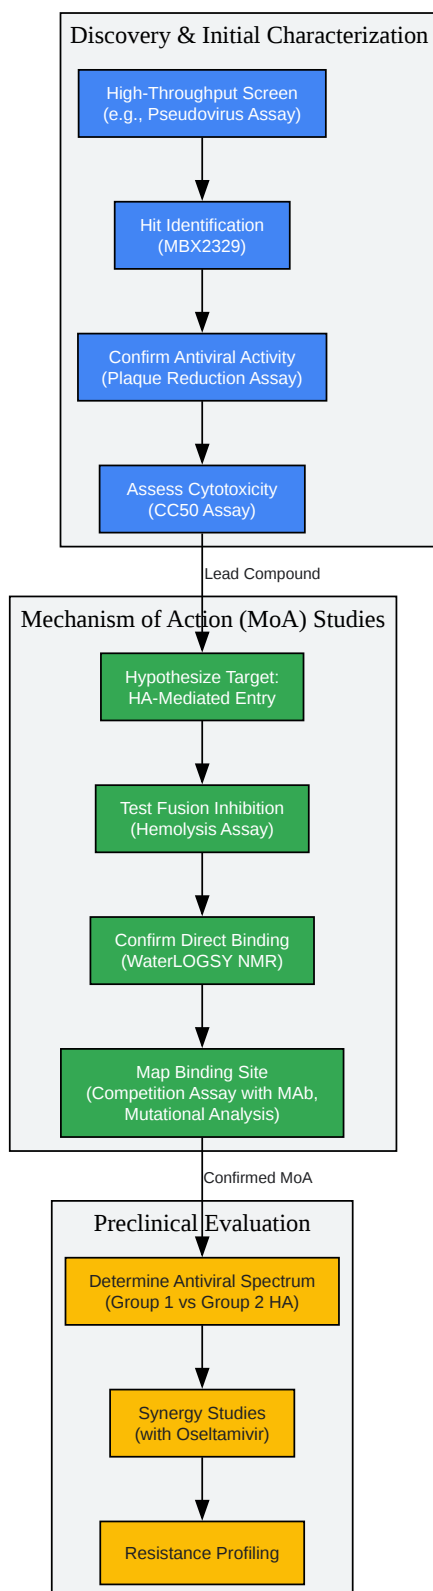 Discovery & Initial Characterization
High-Throughput Screen
(e.g., Pseudovirus Assay)
Hit Identification
(MBX2329)
Confirm Antiviral Activity
(Plaque Reduction Assay)
Assess Cytotoxicity
(CC50 Assay)
Lead Compound
Mechanism of Action (MoA) Studies
Hypothesize Target:
HA-Mediated Entry
Test Fusion Inhibition
(Hemolysis Assay)
Confirm Direct Binding
(WaterLOGSY NMR)
Map Binding Site
(Competition Assay with MAb,
Mutational Analysis)
Confirmed MoA
Preclinical Evaluation
Determine Antiviral Spectrum
(Group 1 vs Group 2 HA)
Synergy Studies
(with Oseltamivir)
Resistance Profiling